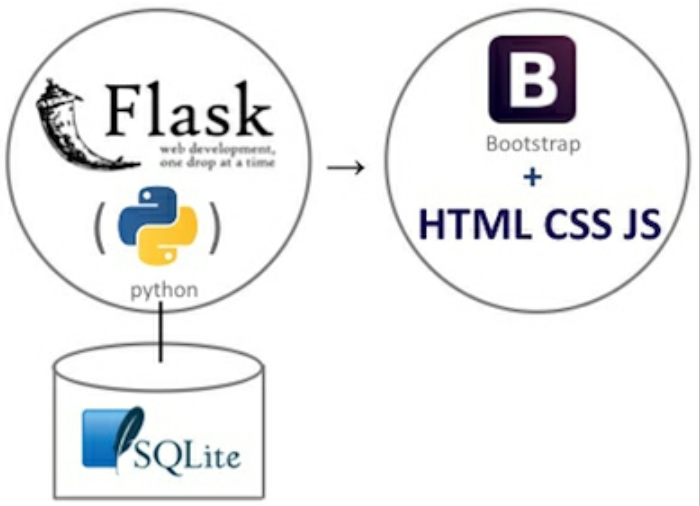 Flask
web development,
one drop at a time
( )
python
→
B
Bootstrap
+
HTML CSS JS
SQLite